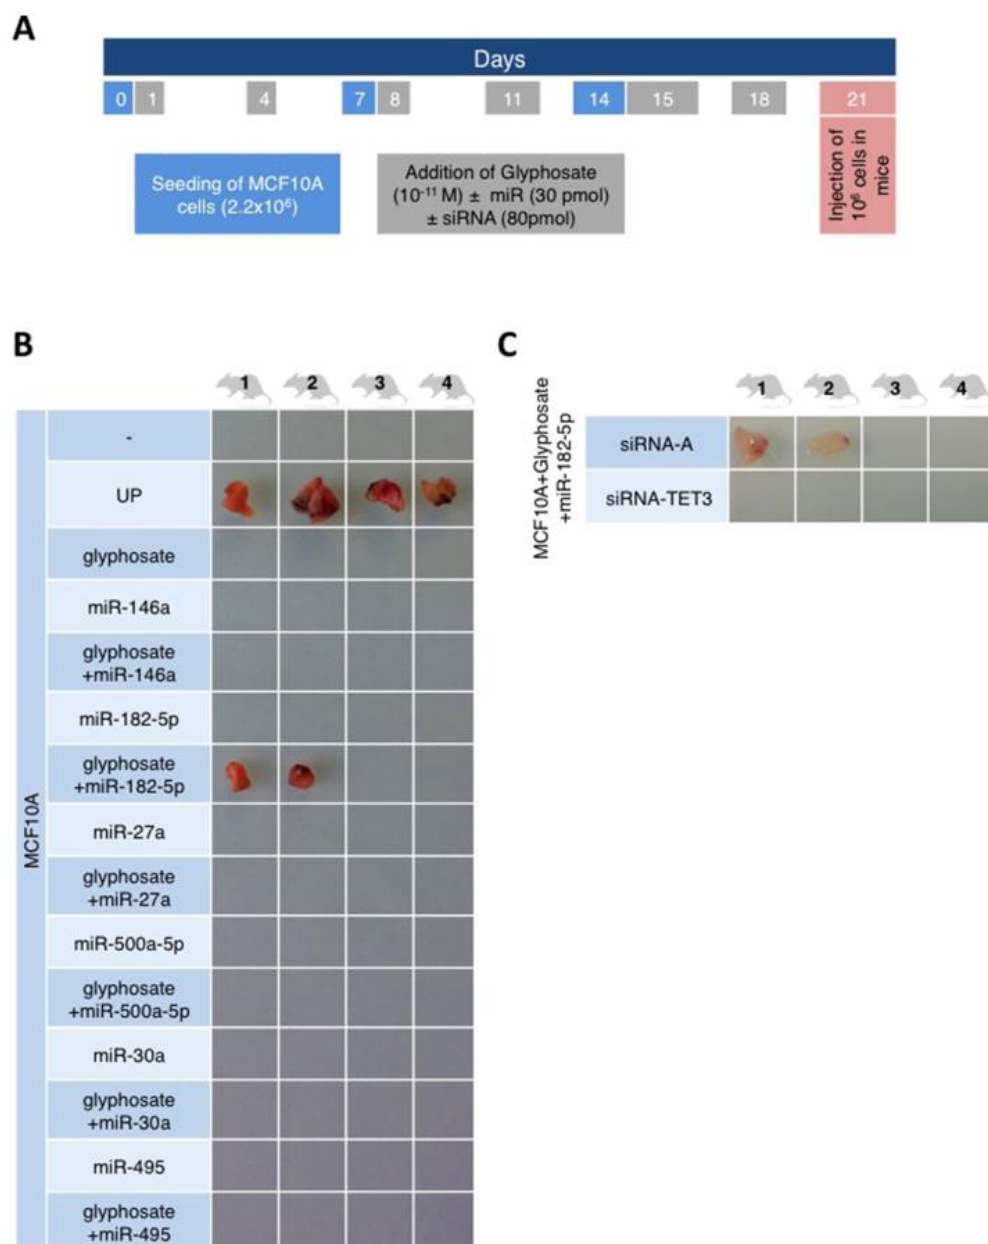 A
Days
0 1 4 7 8 11 14 15 18 21
Seeding of MCF10A
cells (2.2x10⁶)
Addition of Glyphosate
(10⁻¹¹ M) ± miR (30 pmol)
± siRNA (80pmol)
Injection of
10⁶ cells in
mice
B
1 2 3 4
MCF10A
-
UP
glyphosate
miR-146a
glyphosate
+miR-146a
miR-182-5p
glyphosate
+miR-182-5p
miR-27a
glyphosate
+miR-27a
miR-500a-5p
glyphosate
+miR-500a-5p
miR-30a
glyphosate
+miR-30a
miR-495
glyphosate
+miR-495
C
1 2 3 4
MCF10A+Glyphosate
+miR-182-5p
siRNA-A
siRNA-TET3